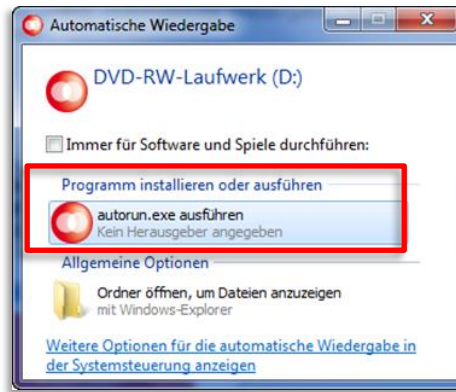 Automatische Wiedergabe
DVD-RW-Laufwerk (D:)
Immer für Software und Spiele durchführen:
Programm installieren oder ausführen
autorun.exe ausführen
Kein Herausgeber angegeben
Allgemeine Optionen
Ordner öffnen, um Dateien anzuzeigen
mit Windows-Explorer
Weitere Optionen für die automatische Wiedergabe in
der Systemsteuerung anzeigen